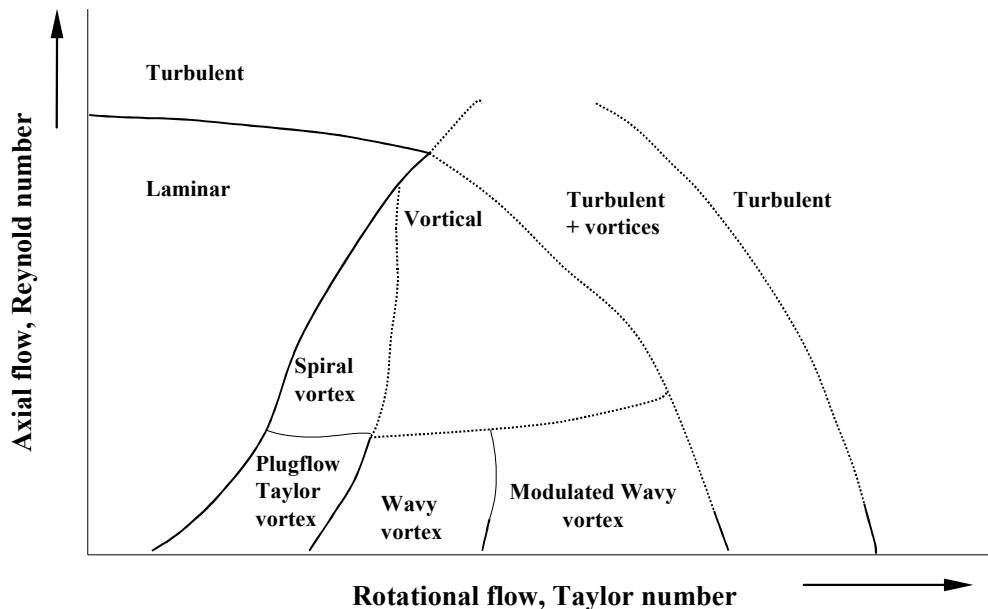 Turbulent
Laminar
Vortical
Turbulent
+ vortices
Turbulent
Spiral
vortex
Plugflow
Taylor
vortex
Wavy
vortex
Modulated Wavy
vortex
Axial flow, Reynold number
Rotational flow, Taylor number